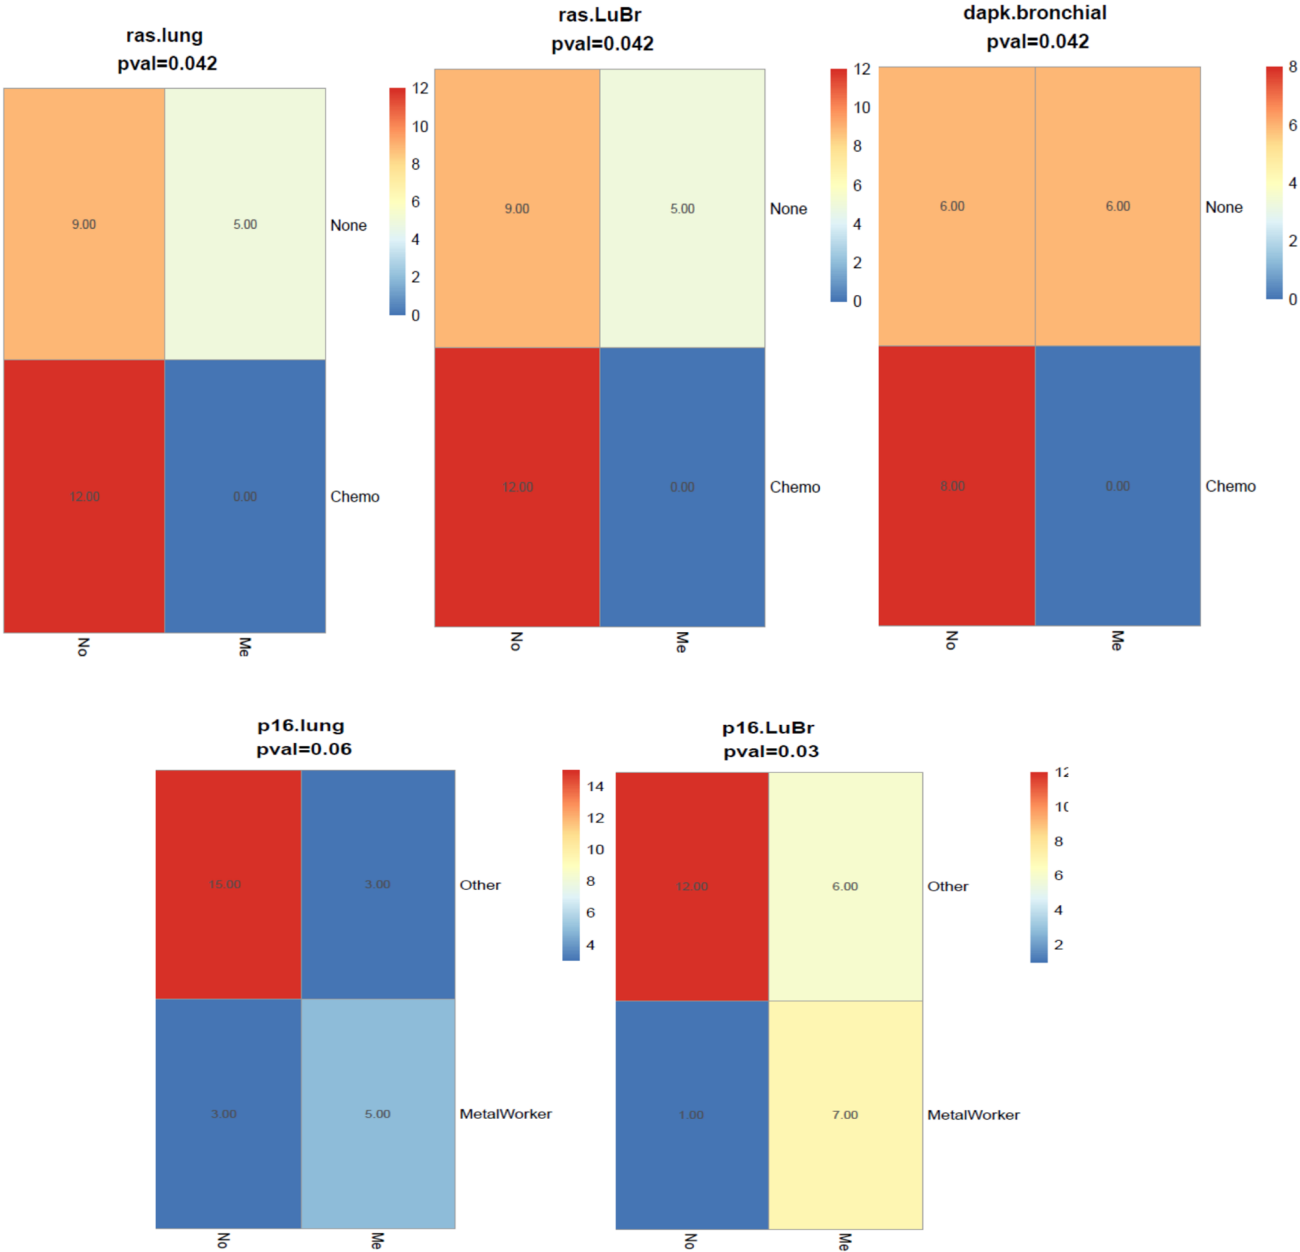 ras.lung
pval=0.042
12
10
8
6
4
2
0
9.00
5.00
None
12.00
0.00
Chemo
No
Me
ras.LuBr
pval=0.042
12
10
8
6
4
2
0
9.00
5.00
None
12.00
0.00
Chemo
No
Me
dapk.bronchial
pval=0.042
8
6
4
2
0
6.00
6.00
None
8.00
0.00
Chemo
No
Me
p16.lung
pval=0.06
14
12
10
8
6
4
15.00
3.00
Other
3.00
5.00
MetalWorker
No
Me
p16.LuBr
pval=0.03
12
10
8
6
4
2
12.00
6.00
Other
1.00
7.00
MetalWorker
No
Me